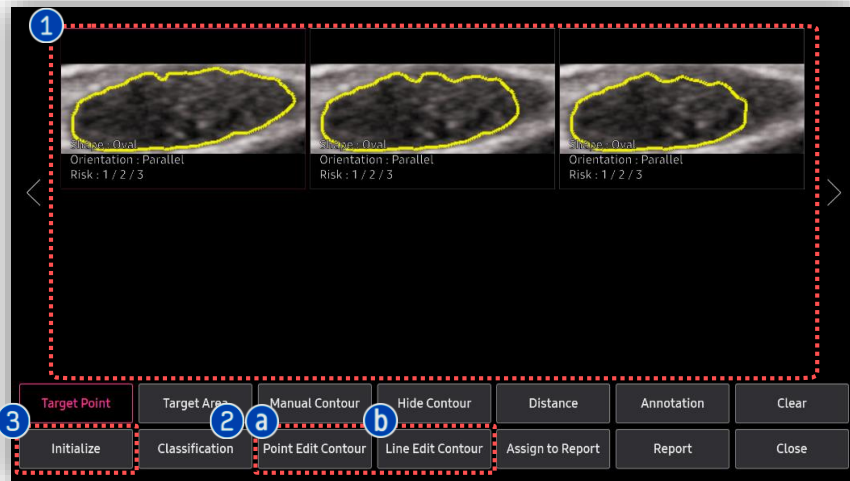 1
Shape : Oval
Orientation : Parallel
Risk : 1 / 2 / 3
Shape : Oval
Orientation : Parallel
Risk : 1 / 2 / 3
Shape : Oval
Orientation : Parallel
Risk : 1 / 2 / 3
Target Point
Target Area
Manual Contour
Hide Contour
Distance
Annotation
Clear
3
2
a
b
Initialize
Classification
Point Edit Contour
Line Edit Contour
Assign to Report
Report
Close